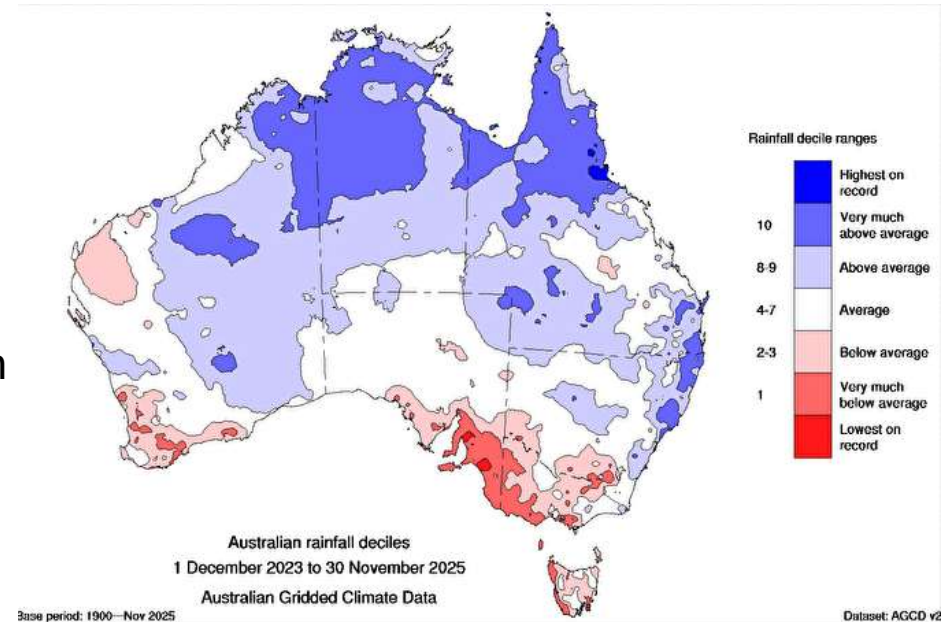 n
Rainfall decile ranges
Highest on
record
10
Very much
above average
8-9
Above average
4-7
Average
2-3
Below average
1
Very much
below average
Lowest on
record
Australian rainfall deciles
1 December 2023 to 30 November 2025
Australian Gridded Climate Data
Base period: 1900—Nov 2025
Dataset: AGCD v2